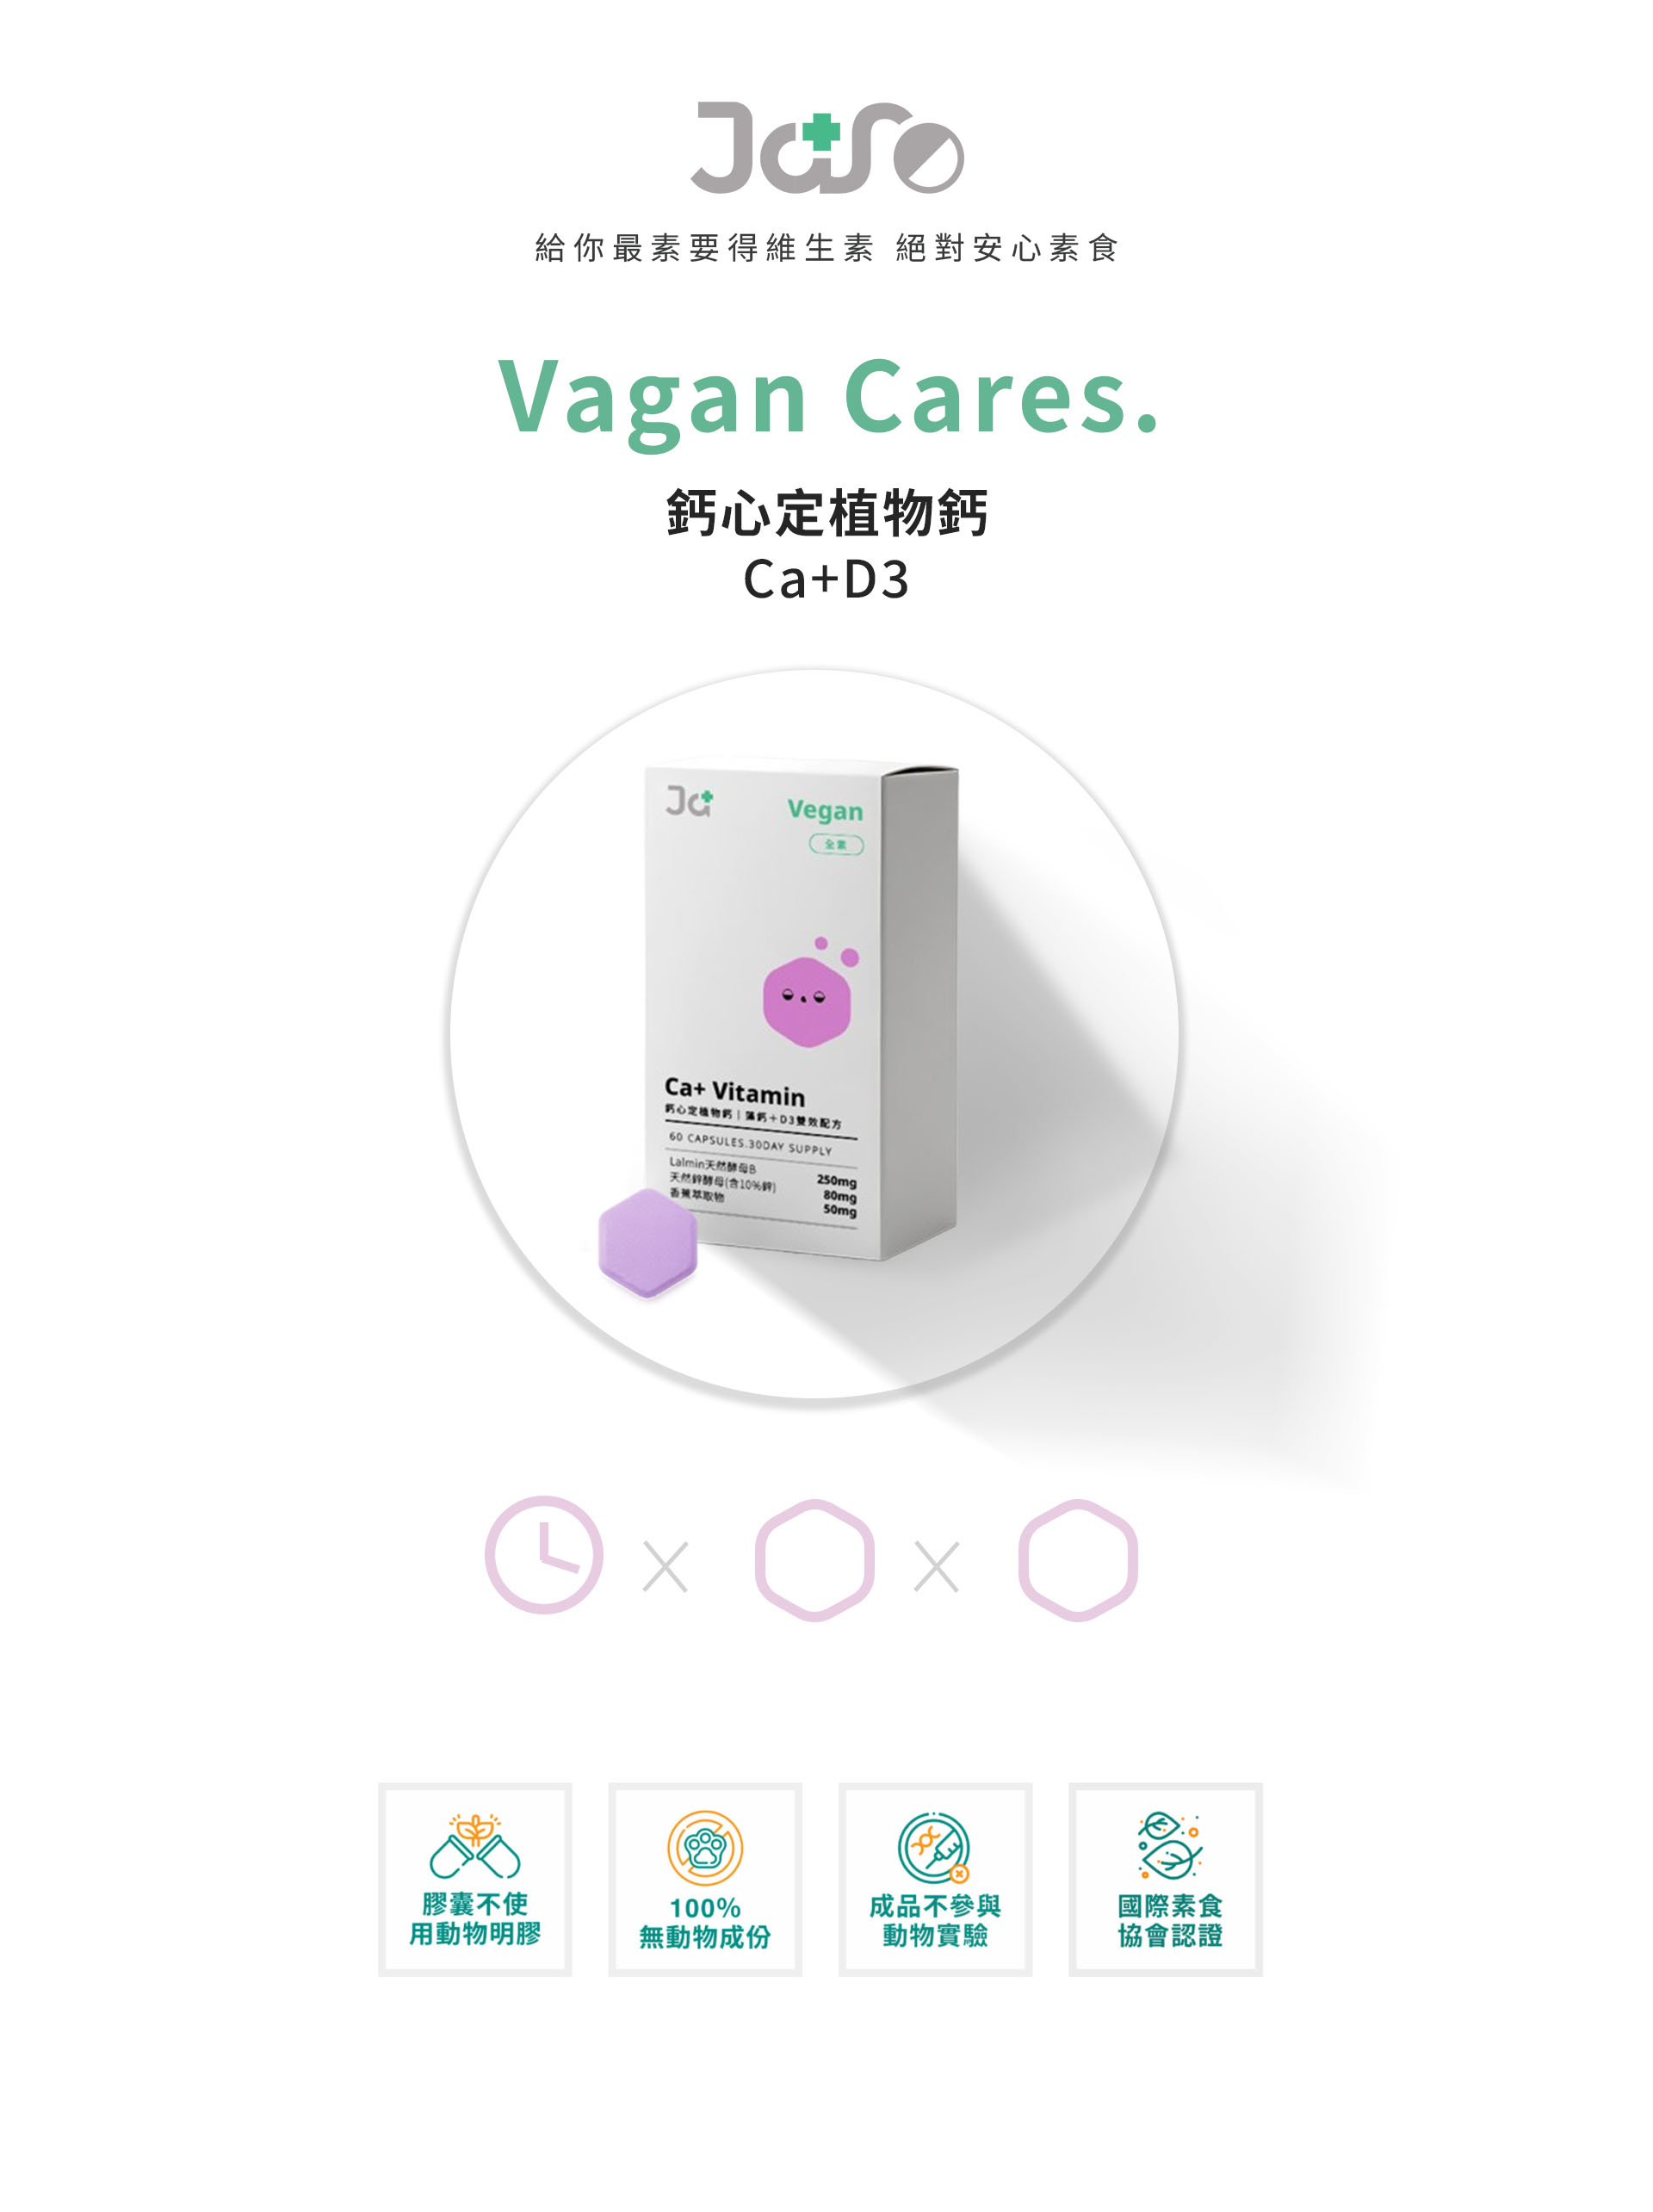 JaSo
給你最素要得維生素 絕對安心素食
Vagan Cares.
鈣心定植物鈣
Ca+D3
Ja
Vegan
全素
Ca+ Vitamin
鈣心定植物鈣|藻鈣+D3雙效配方
60 CAPSULES.30DAY SUPPLY
Lalmin天然酵母B 250mg
天然鋅酵母(含10%鋅) 80mg
香蕉萃取物 50mg
膠囊不使
用動物明膠
100%
無動物成份
成品不參與
動物實驗
國際素食
協會認證